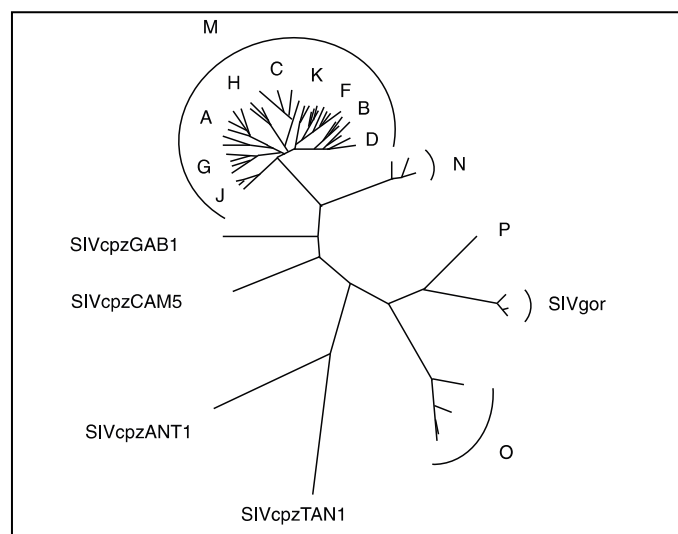 M
C
K
H
F
B
A
D
G
N
J
P
SIVcpzGAB1
SIVcpzCAM5
SIVgor
SIVcpzANT1
O
SIVcpzTAN1